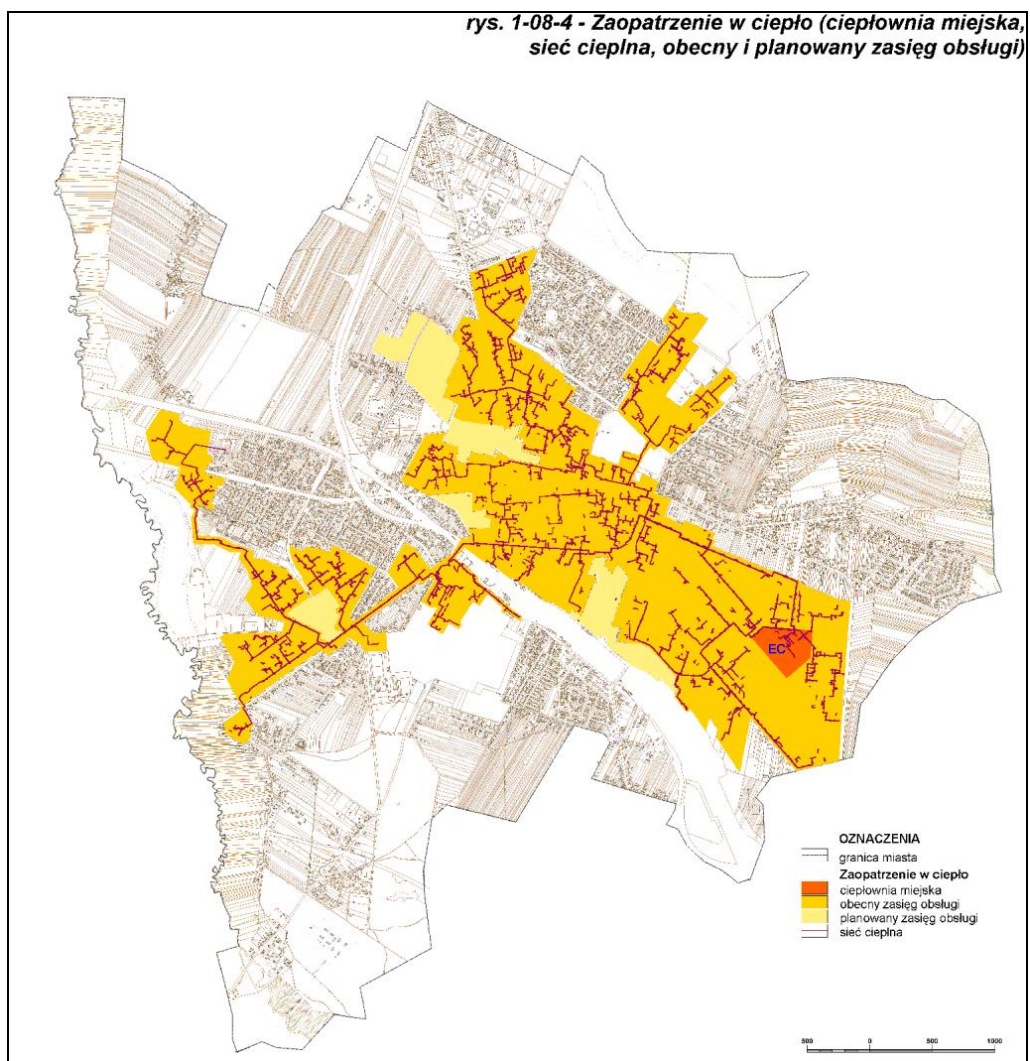 rys. 1-08-4 - Zaopatrzenie w ciepło (ciepłownia miejska,
sieć cieplna, obecny i planowany zasięg obsługi)
EC
OZNACZENIA
granica miasta
Zaopatrzenie w ciepło
ciepłownia miejska
obecny zasięg obsługi
planowany zasięg obsługi
sieć cieplna
500 0 500 1000